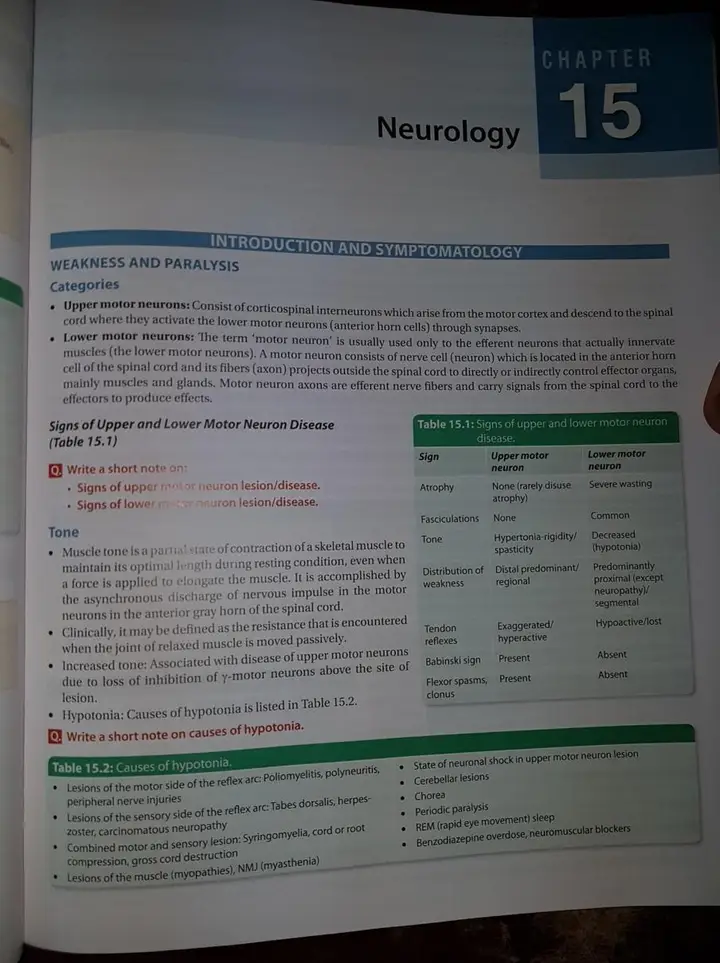 CHAPTER
15
Neurology
INTRODUCTION AND SYMPTOMATOLOGY
WEAKNESS AND PARALYSIS
Categories
• Upper motor neurons: Consist of corticospinal interneurons which arise from the motor cortex and descend to the spinal
cord where they activate the lower motor neurons (anterior horn cells) through synapses.
• Lower motor neurons: The term 'motor neuron' is usually used only to the efferent neurons that actually innervate
muscles (the lower motor neurons). A motor neuron consists of nerve cell (neuron) which is located in the anterior horn
cell of the spinal cord and its fibers (axon) projects outside the spinal cord to directly or indirectly control effector organs,
mainly muscles and glands. Motor neuron axons are efferent nerve fibers and carry signals from the spinal cord to the
effectors to produce effects.
Signs of Upper and Lower Motor Neuron Disease
(Table 15.1)
Q. Write a short note on:
• Signs of upper motor neuron lesion/disease.
• Signs of lower motor neuron lesion/disease.
Tone
• Muscle tone is a partial state of contraction of a skeletal muscle to
maintain its optimal length during resting condition, even when
a force is applied to elongate the muscle. It is accomplished by
the asynchronous discharge of nervous impulse in the motor
neurons in the anterior gray horn of the spinal cord.
• Clinically, it may be defined as the resistance that is encountered
when the joint of relaxed muscle is moved passively.
• Increased tone: Associated with disease of upper motor neurons
due to loss of inhibition of γ-motor neurons above the site of
lesion.
• Hypotonia: Causes of hypotonia is listed in Table 15.2.
Q. Write a short note on causes of hypotonia.
Table 15.1: Signs of upper and lower motor neuron
disease.
Sign Upper motor neuron Lower motor neuron
Atrophy None (rarely disuse atrophy) Severe wasting
Fasciculations None Common
Tone Hypertonia-rigidity/ spasticity Decreased (hypotonia)
Distribution of weakness Distal predominant/ regional Predominantly proximal (except neuropathy)/ segmental
Tendon reflexes Exaggerated/ hyperactive Hypoactive/lost
Babinski sign Present Absent
Flexor spasms, clonus Present Absent
Table 15.2: Causes of hypotonia.
• Lesions of the motor side of the reflex arc: Poliomyelitis, polyneuritis,
peripheral nerve injuries
• Lesions of the sensory side of the reflex arc: Tabes dorsalis, herpes-
zoster, carcinomatous neuropathy
• Combined motor and sensory lesion: Syringomyelia, cord or root
compression, gross cord destruction
• Lesions of the muscle (myopathies), NMJ (myasthenia)
• State of neuronal shock in upper motor neuron lesion
• Cerebellar lesions
• Chorea
• Periodic paralysis
• REM (rapid eye movement) sleep
• Benzodiazepine overdose, neuromuscular blockers